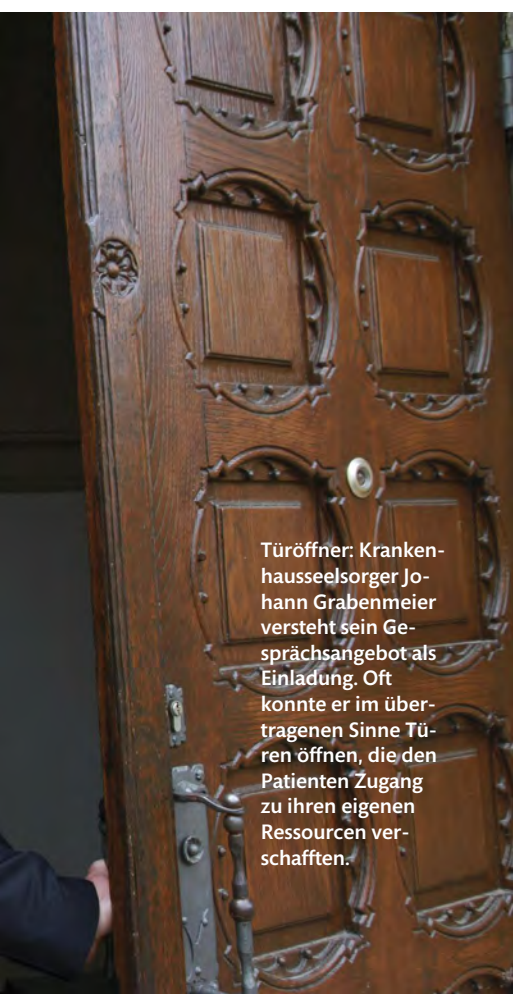 Türöffner: Kranken-
hausseelsorger Jo-
hann Grabenmeier
versteht sein Ge-
sprächsangebot als
Einladung. Oft
konnte er im über-
tragenen Sinne Tü-
ren öffnen, die den
Patienten Zugang
zu ihren eigenen
Ressourcen ver-
schafften.